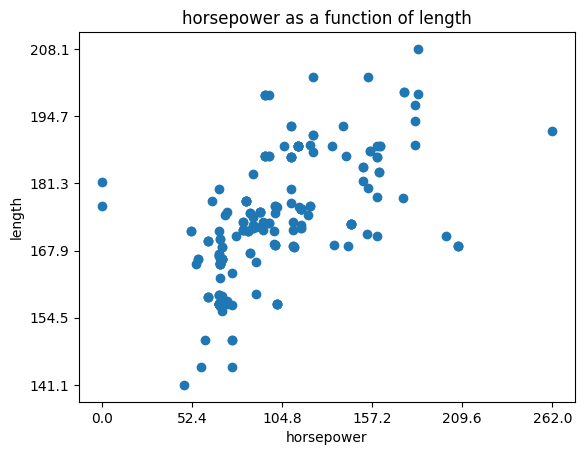 horsepower as a function of length
208.1
194.7
181.3
167.9
154.5
141.1
length
0.0 52.4 104.8 157.2 209.6 262.0
horsepower